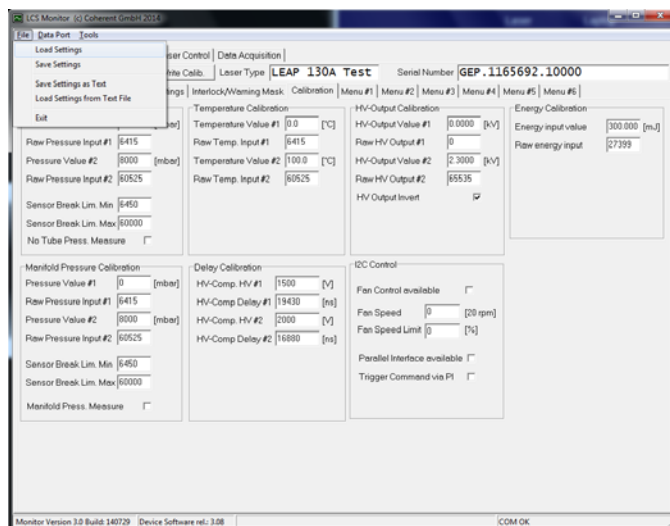 LCS Monitor (c) Coherent GmbH 2014
File Data Port Tools
Load Settings
Save Settings
Save Settings as Text
Load Settings from Text File
Exit
ser Control Data Acquisition
Write Calib. Laser Type LEAP 130A Test Serial Number GEP.1165692.10000
ngs Interlock/Warning Mask Calibration Menu #1 Menu #2 Menu #3 Menu #4 Menu #5 Menu #6
[mbar]
Raw Pressure Input #1 6415
Pressure Value #2 8000 [mbar]
Raw Pressure Input #2 60525
Sensor Break Lim. Min 6450
Sensor Break Lim. Max 60000
No Tube Press. Measure
Temperature Calibration
Temperature Value #1 0.0 [°C]
Raw Temp. Input #1 6415
Temperature Value #2 100.0 [°C]
Raw Temp. Input #2 60525
HV-Output Calibration
HV-Output Value #1 0.0000 [kV]
Raw HV Output #1 0
HV-Output Value #2 2.3000 [kV]
Raw HV Output #2 65535
HV Output Invert
Energy Calibration
Energy input value 300.000 [mJ]
Raw energy input 27399
Manifold Pressure Calibration
Pressure Value #1 0 [mbar]
Raw Pressure Input #1 6415
Pressure Value #2 8000 [mbar]
Raw Pressure Input #2 60525
Sensor Break Lim. Min 6450
Sensor Break Lim. Max 60000
Manifold Press. Measure
Delay Calibration
HV-Comp. HV #1 1500 [V]
HV-Comp Delay #1 19430 [ns]
HV-Comp. HV #2 2000 [V]
HV-Comp Delay #2 16880 [ns]
I2C Control
Fan Control available
Fan Speed 0 [20 rpm]
Fan Speed Limit 0 [%]
Parallel Interface available
Trigger Command via PI
Monitor Version 3.0 Build: 140729 Device Software rel.: 3.08 COM OK